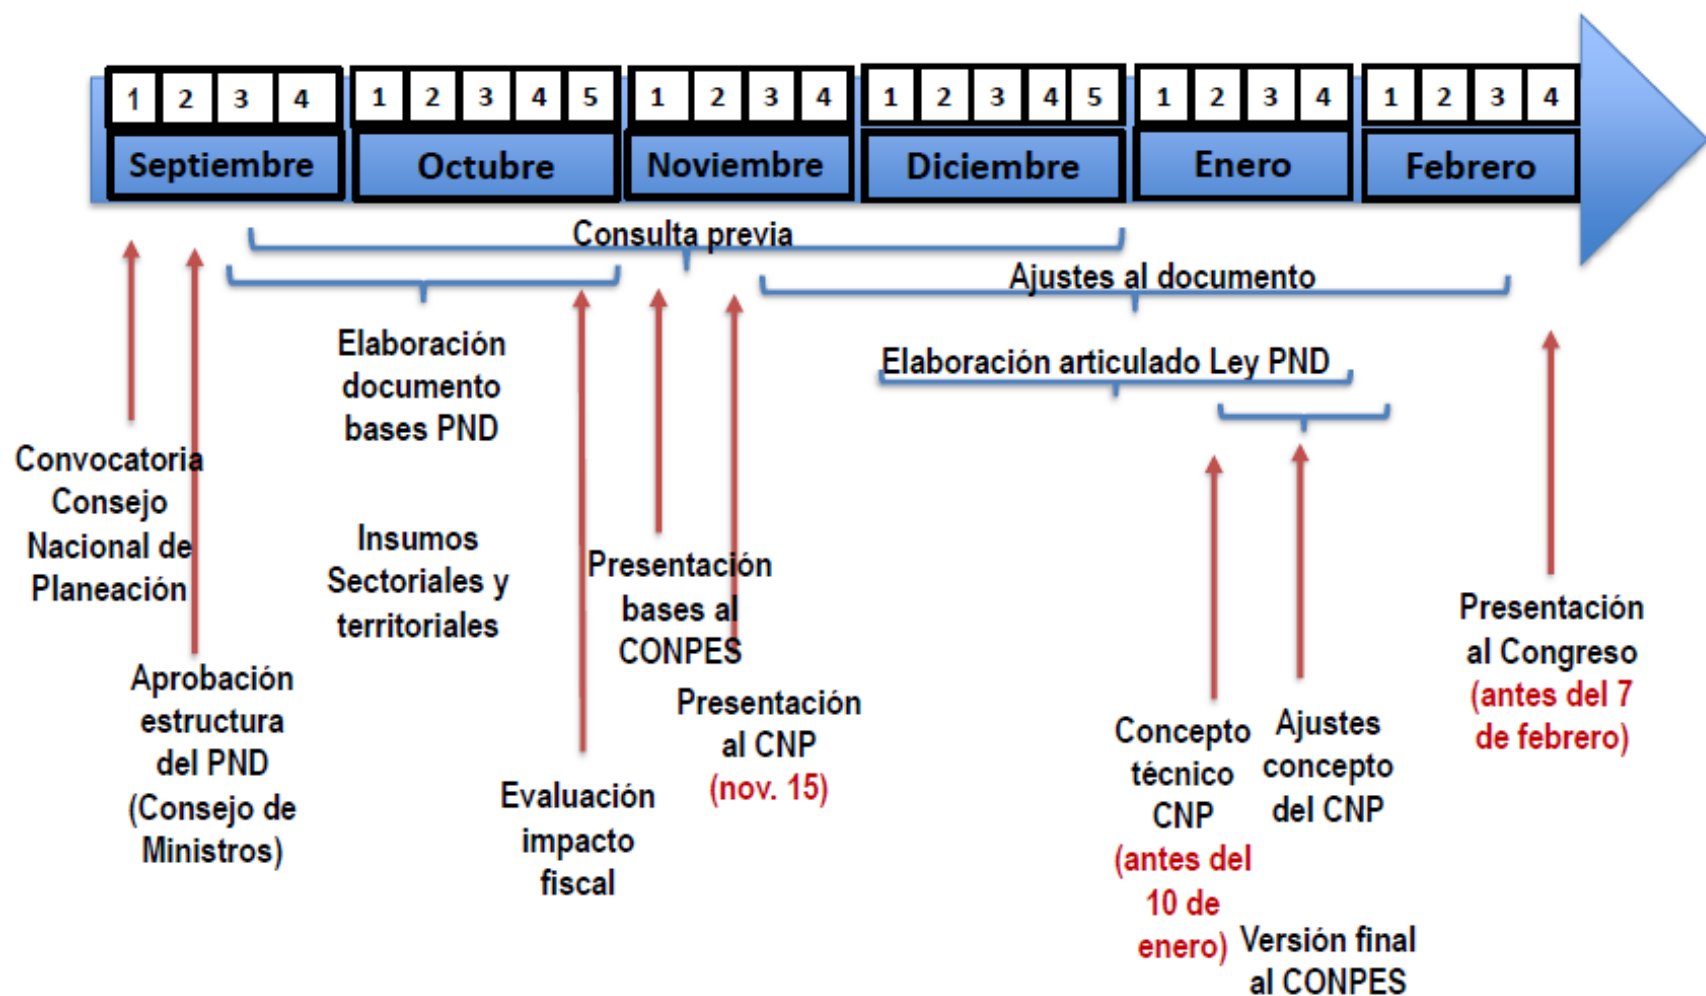 1 2 3 4 1 2 3 4 5 1 2 3 4 1 2 3 4 5 1 2 3 4 1 2 3 4
Septiembre Octubre Noviembre Diciembre Enero Febrero
Consulta previa
Ajustes al documento
Elaboración
documento
bases PND
Elaboración articulado Ley PND
Convocatoria
Consejo
Nacional de
Planeación
Insumos
Sectoriales y
territoriales
Presentación
bases al
CONPES
Presentación
al Congreso
(antes del 7
de febrero)
Aprobación
estructura
del PND
(Consejo de
Ministros)
Presentación
al CNP
(nov. 15)
Evaluación
impacto
fiscal
Concepto
técnico
CNP
(antes del
10 de
enero)
Ajustes
concepto
del CNP
Versión final
al CONPES